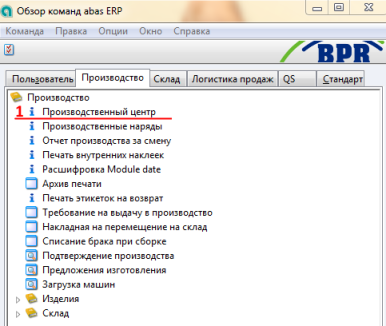 Обзор команд abas ERP
Команда Правка Опции Окно Справка
BPR
Пользователь Производство Склад Логистика продаж QS Стандарт
Производство
1 Производственный центр
Производственные наряды
Отчет производства за смену
Печать внутренних наклеек
Расшифровка Module date
Архив печати
Печать этикеток на возврат
Требование на выдачу в производство
Накладная на перемещение на склад
Списание брака при сборке
Подтверждение производства
Предложения изготовления
Загрузка машин
Изделия
Склад